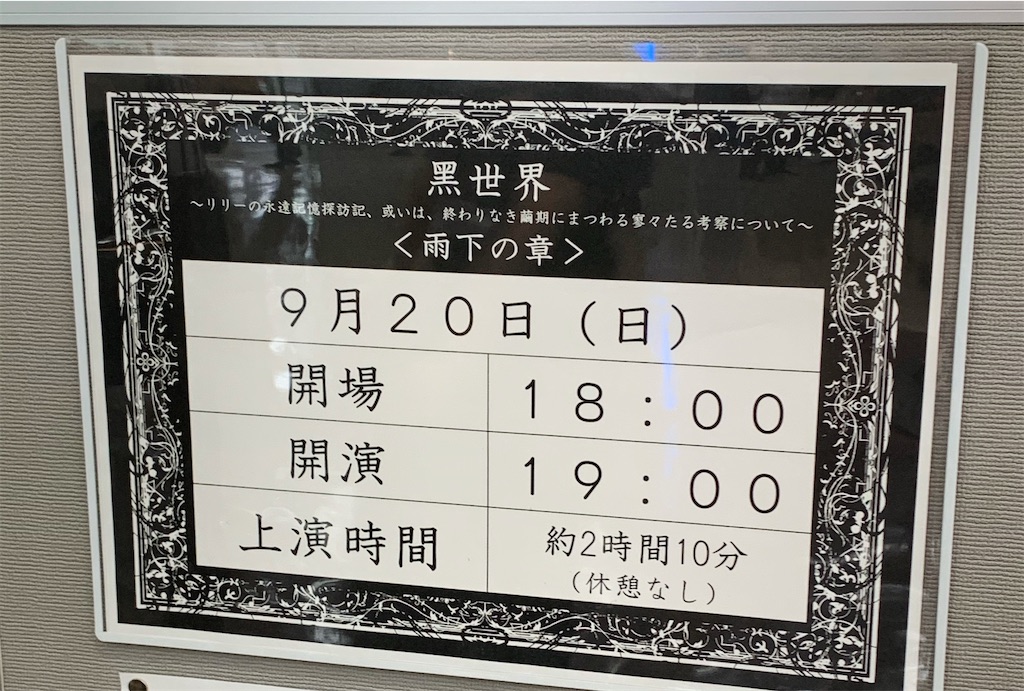 黑世界
～リリーの永遠記憶探訪記、或いは、終わりなき繭期にまつわる寥々たる考察について～
＜雨下の章＞
９月２０日（日）
開場 １８：００
開演 １９：００
上演時間 約2時間10分
（休憩なし）